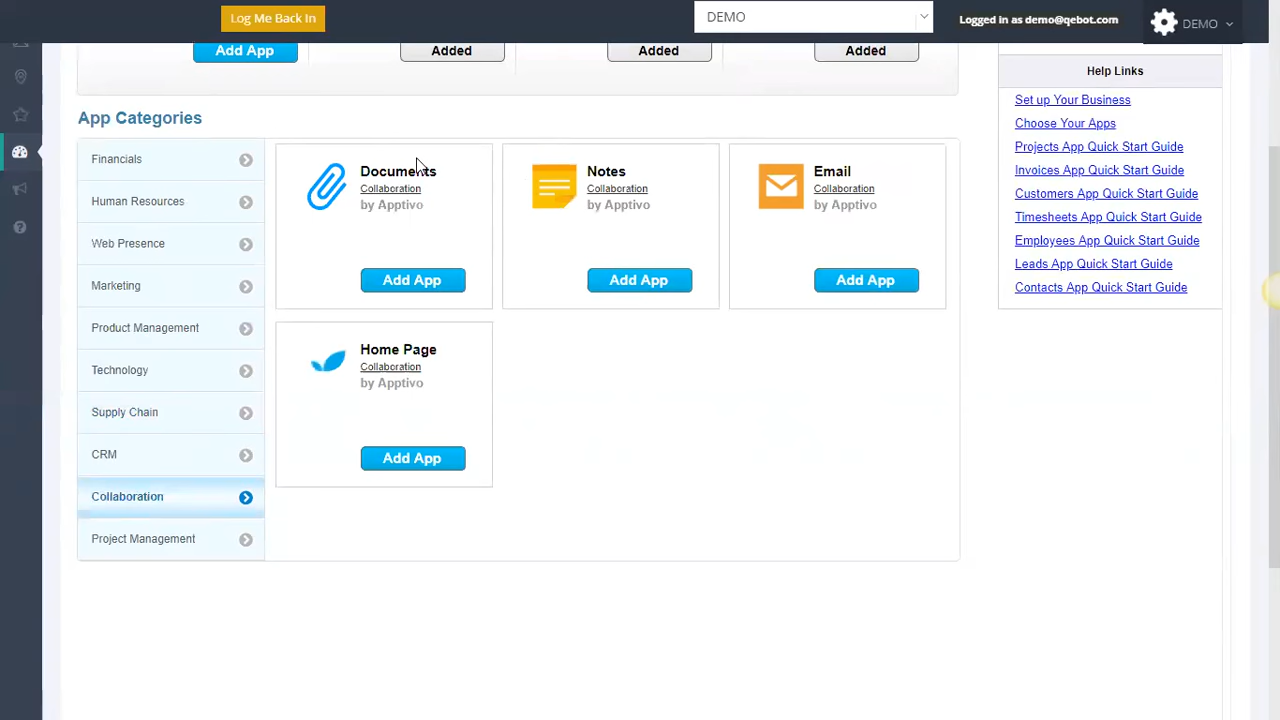 Log Me Back In
DEMO
Logged in as demo@qebot.com
DEMO
Add App
Added
Added
Added
Help Links
Set up Your Business
Choose Your Apps
Projects App Quick Start Guide
Invoices App Quick Start Guide
Customers App Quick Start Guide
Timesheets App Quick Start Guide
Employees App Quick Start Guide
Leads App Quick Start Guide
Contacts App Quick Start Guide
App Categories
Financials
Human Resources
Web Presence
Marketing
Product Management
Technology
Supply Chain
CRM
Collaboration
Project Management
Documents
Collaboration
by Apptivo
Add App
Notes
Collaboration
by Apptivo
Add App
Email
Collaboration
by Apptivo
Add App
Home Page
Collaboration
by Apptivo
Add App